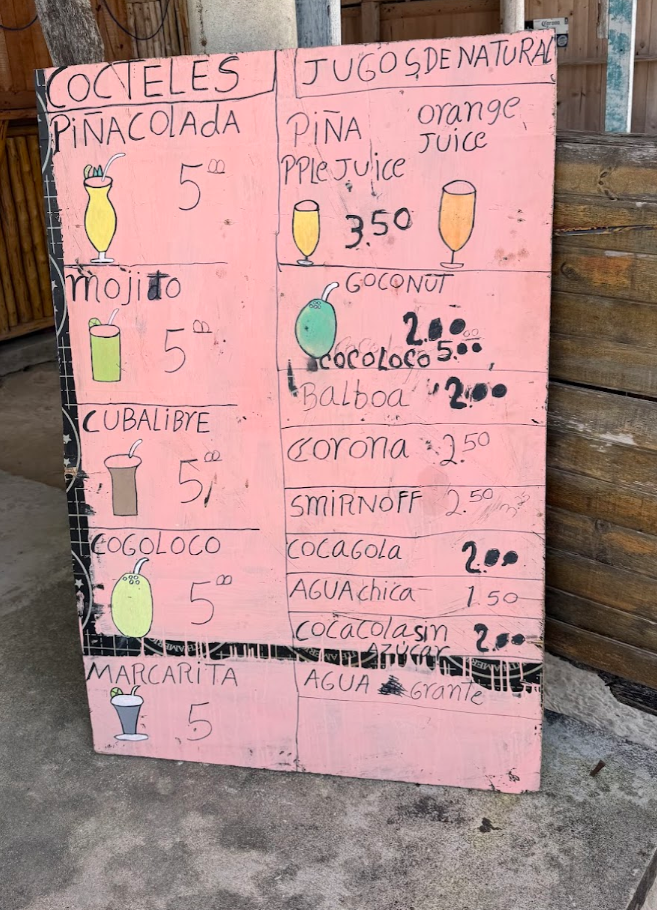 COCTELES
PIÑACOLAdA
5 00
mojito
5 00
CUBALIBRE
5, 00
COGOLOCO
5 00
MARCARITA
5
JUGOS DE NATURAL
PIÑA
PPLe JUICE
3.50
orange
JUICE
GOCONUT
2.00
COCOLOCO 5.00
Balboa 2.00
Corona 2.50
SMIRNOFF 2.50
COCAGOLA 2.00
AGUAchica 1 50
COCACOLA sin 2.00
AZUCAR
AGUA Grante